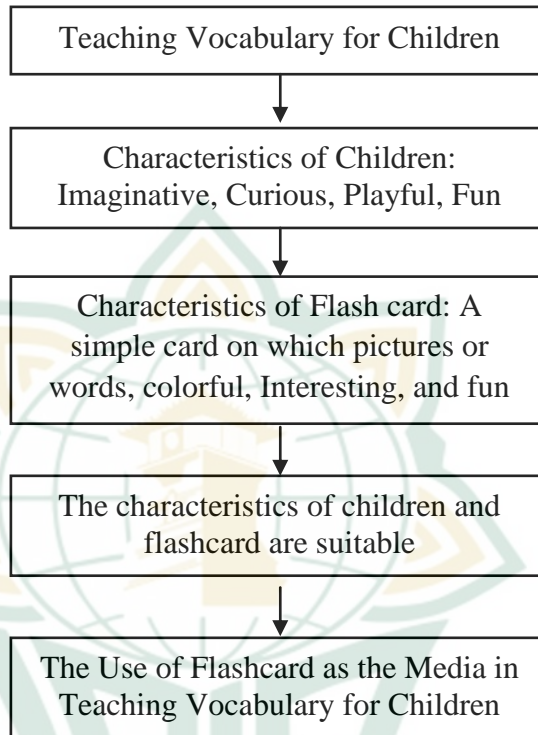 Teaching Vocabulary for Children
Characteristics of Children:
Imaginative, Curious, Playful, Fun
Characteristics of Flash card: A
simple card on which pictures or
words, colorful, Interesting, and fun
The characteristics of children and
flashcard are suitable
The Use of Flashcard as the Media in
Teaching Vocabulary for Children